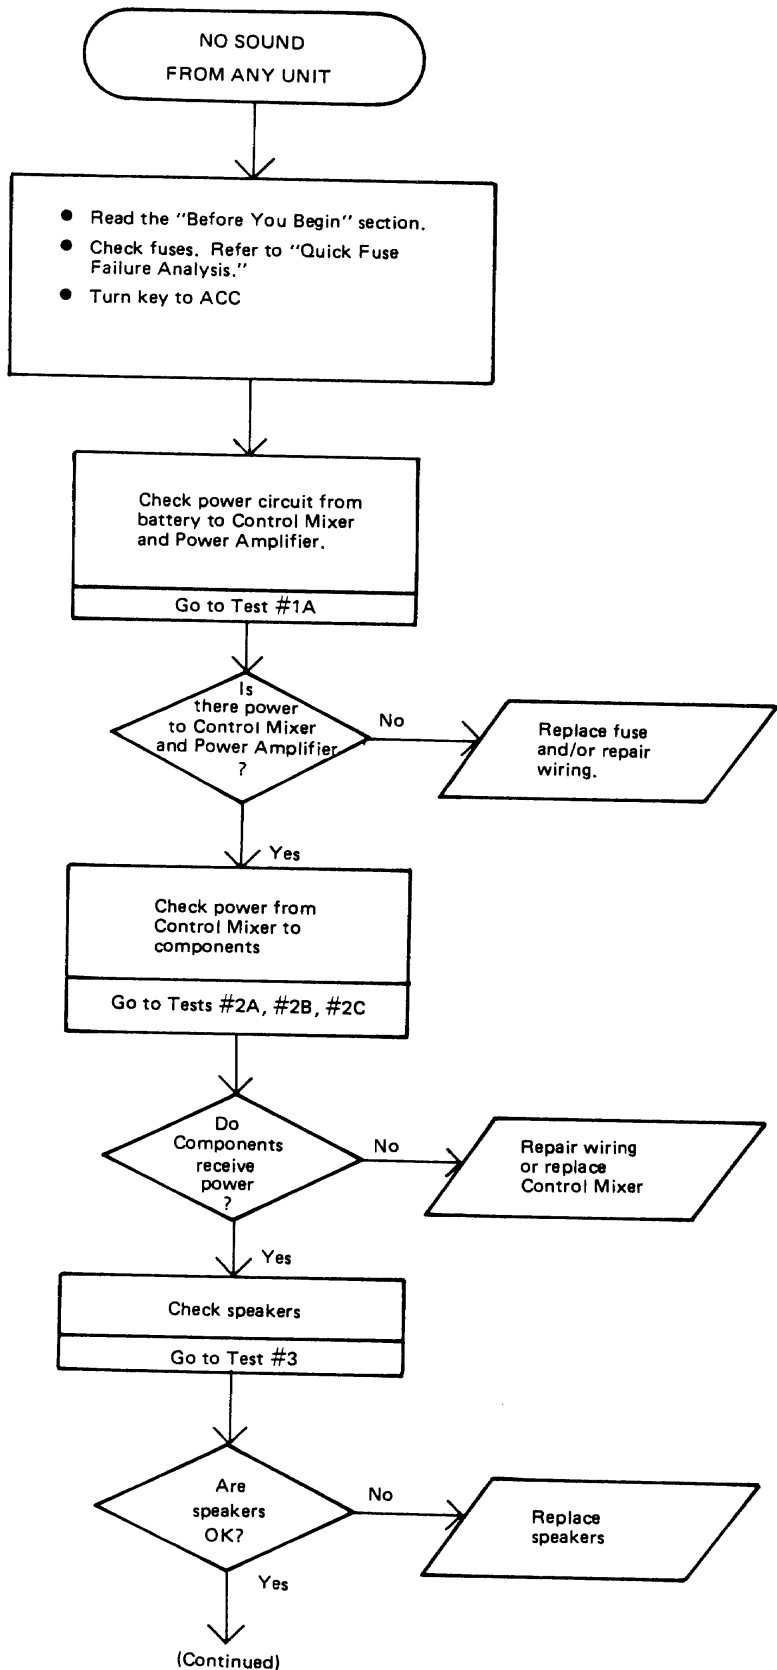 NO SOUND
FROM ANY UNIT
● Read the "Before You Begin" section.
● Check fuses. Refer to "Quick Fuse
Failure Analysis."
● Turn key to ACC
Check power circuit from
battery to Control Mixer
and Power Amplifier.
Go to Test #1A
Is
there power
to Control Mixer
and Power Amplifier
?
No
Replace fuse
and/or repair
wiring.
Yes
Check power from
Control Mixer to
components
Go to Tests #2A, #2B, #2C
Do
Components
receive
power
?
No
Repair wiring
or replace
Control Mixer
Yes
Check speakers
Go to Test #3
Are
speakers
OK?
No
Replace
speakers
Yes
(Continued)